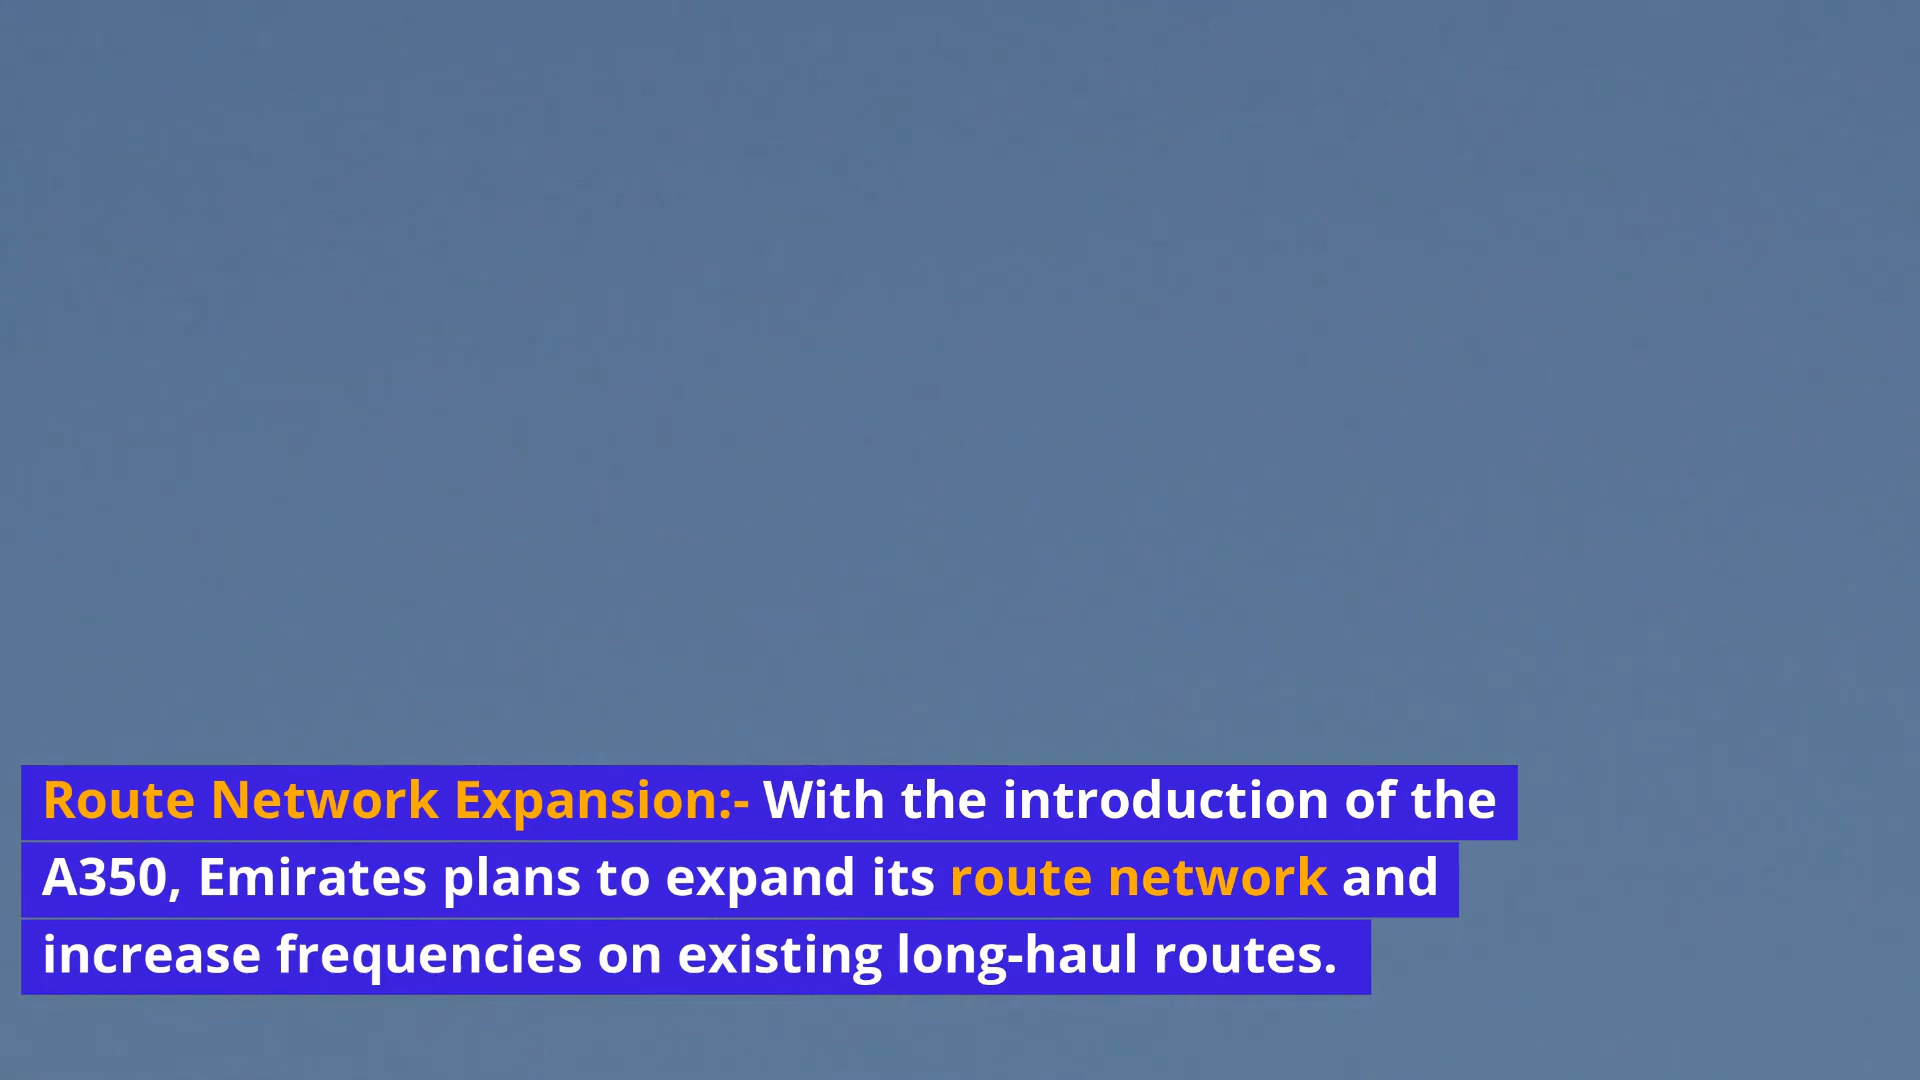 Route Network Expansion:- With the introduction of the
A350, Emirates plans to expand its route network and
increase frequencies on existing long-haul routes.